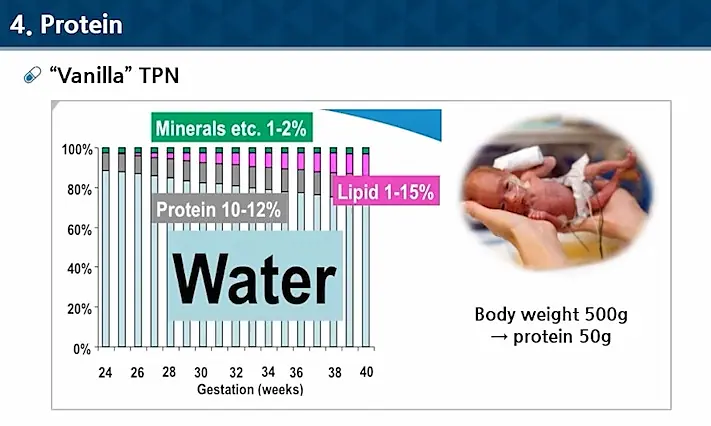 4. Protein
“Vanilla” TPN
Minerals etc. 1-2%
100%
80%
60%
40%
20%
0%
Lipid 1-15%
Protein 10-12%
Water
24 26 28 30 32 34 36 38 40
Gestation (weeks)
Body weight 500g
→ protein 50g